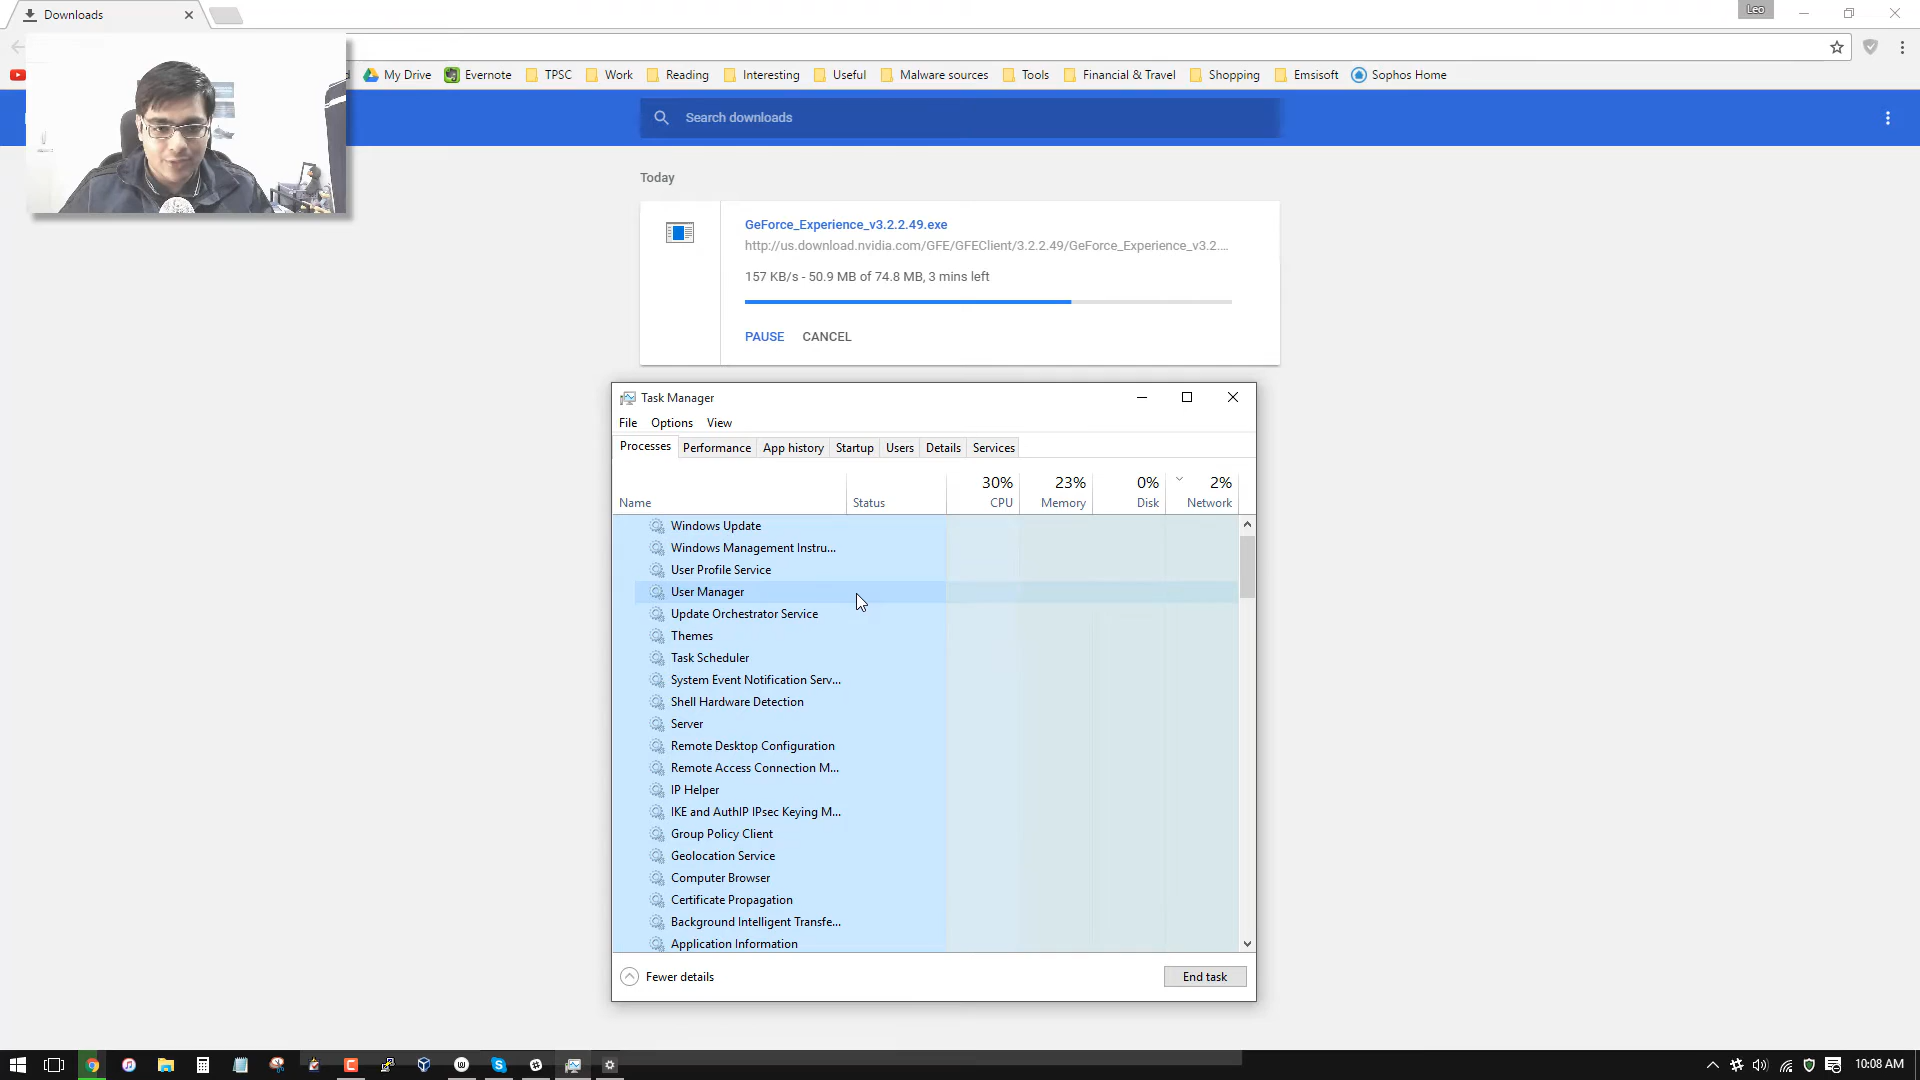 Downloads
Leo
My Drive Evernote TPSC Work Reading Interesting Useful Malware sources Tools Financial & Travel Shopping Emsisoft Sophos Home
Search downloads
Today
GeForce_Experience_v3.2.2.49.exe
http://us.download.nvidia.com/GFE/GFEClient/3.2.2.49/GeForce_Experience_v3.2....
157 KB/s - 50.9 MB of 74.8 MB, 3 mins left
PAUSE CANCEL
Task Manager
File Options View
Processes Performance App history Startup Users Details Services
30% 23% 0% 2%
Name Status CPU Memory Disk Network
Windows Update
Windows Management Instru...
User Profile Service
User Manager
Update Orchestrator Service
Themes
Task Scheduler
System Event Notification Serv...
Shell Hardware Detection
Server
Remote Desktop Configuration
Remote Access Connection M...
IP Helper
IKE and AuthIP IPsec Keying M...
Group Policy Client
Geolocation Service
Computer Browser
Certificate Propagation
Background Intelligent Transfe...
Application Information
Fewer details
End task
10:08 AM